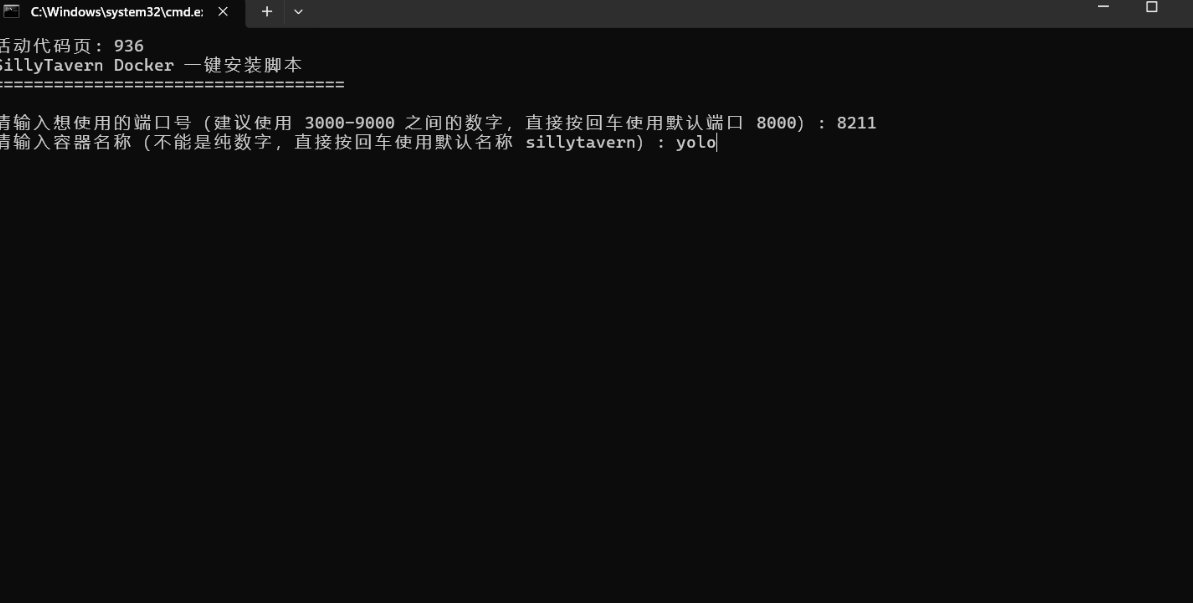 C:\Windows\system32\cmd.e
活动代码页: 936
SillyTavern Docker 一键安装脚本
===================================
请输入想使用的端口号 (建议使用 3000-9000 之间的数字, 直接按回车使用默认端口 8000) : 8211
请输入容器名称 (不能是纯数字, 直接按回车使用默认名称 sillytavern) : yolo